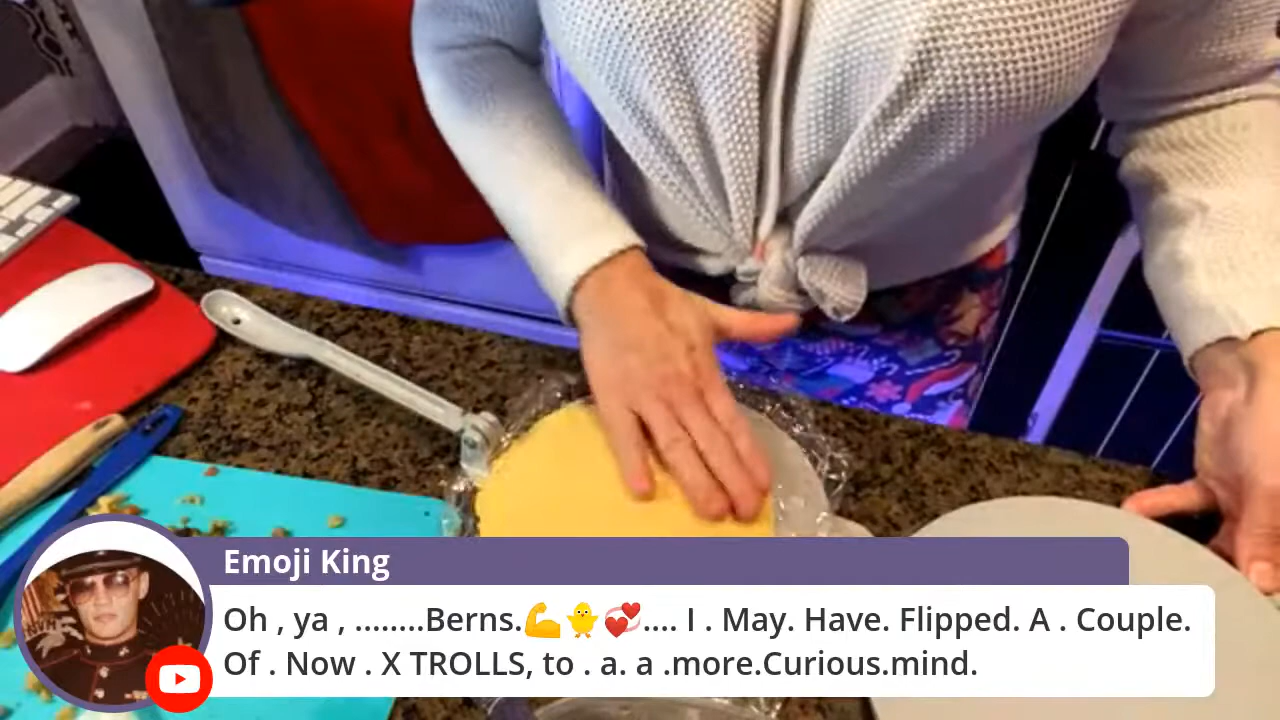 Emoji King
Oh , ya , ........Berns.💪🐥💞.... I . May. Have. Flipped. A . Couple.
Of . Now . X TROLLS, to . a. a .more.Curious.mind.